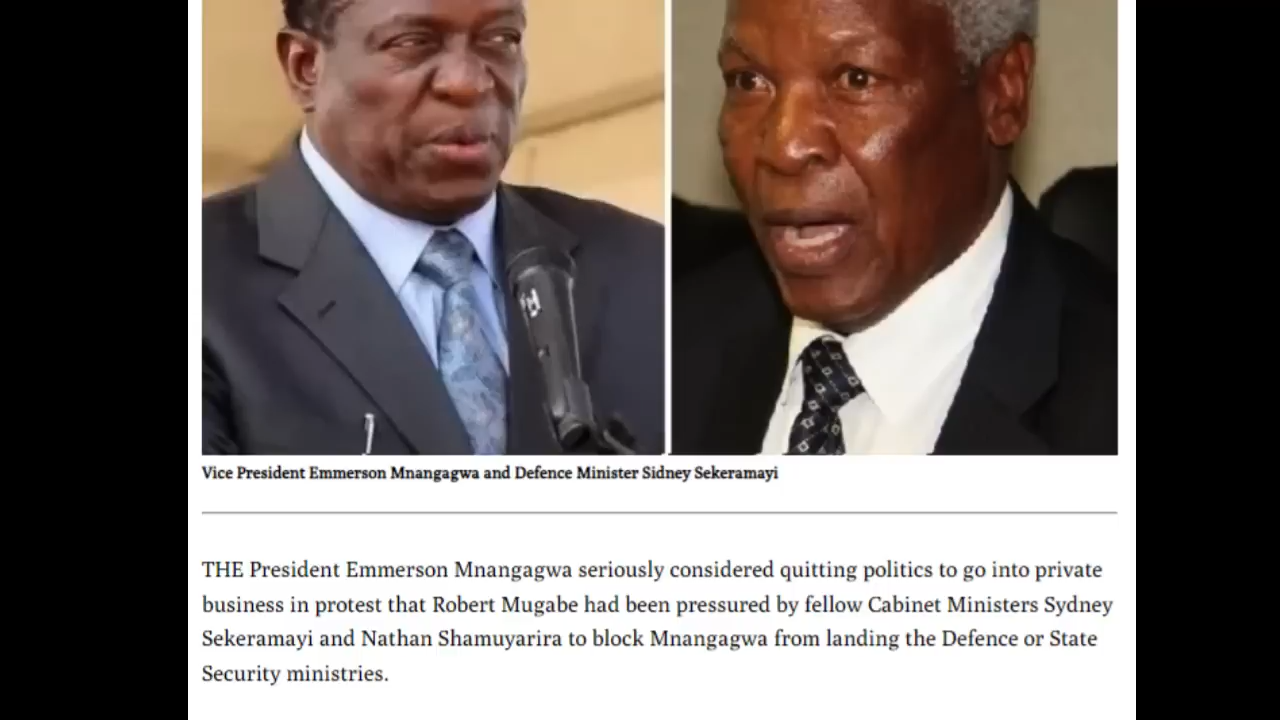 Vice President Emmerson Mnangagwa and Defence Minister Sidney Sekeramayi
THE President Emmerson Mnangagwa seriously considered quitting politics to go into private
business in protest that Robert Mugabe had been pressured by fellow Cabinet Ministers Sydney
Sekeramayi and Nathan Shamuyarira to block Mnangagwa from landing the Defence or State
Security ministries.